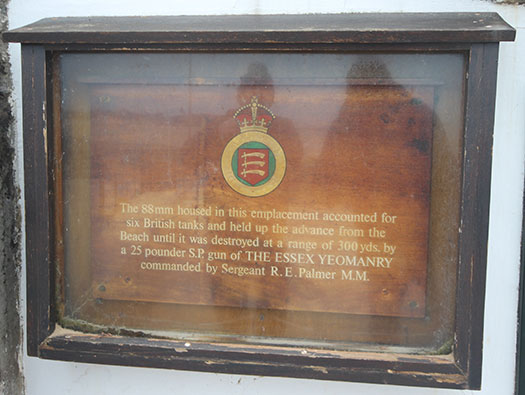 The 88mm housed in this emplacement accounted for
six British tanks and held up the advance from the
Beach until it was destroyed at a range of 300 yds. by
a 25 pounder S.P. gun of THE ESSEX YEOMANRY
commanded by Sergeant R.E. Palmer M.M.